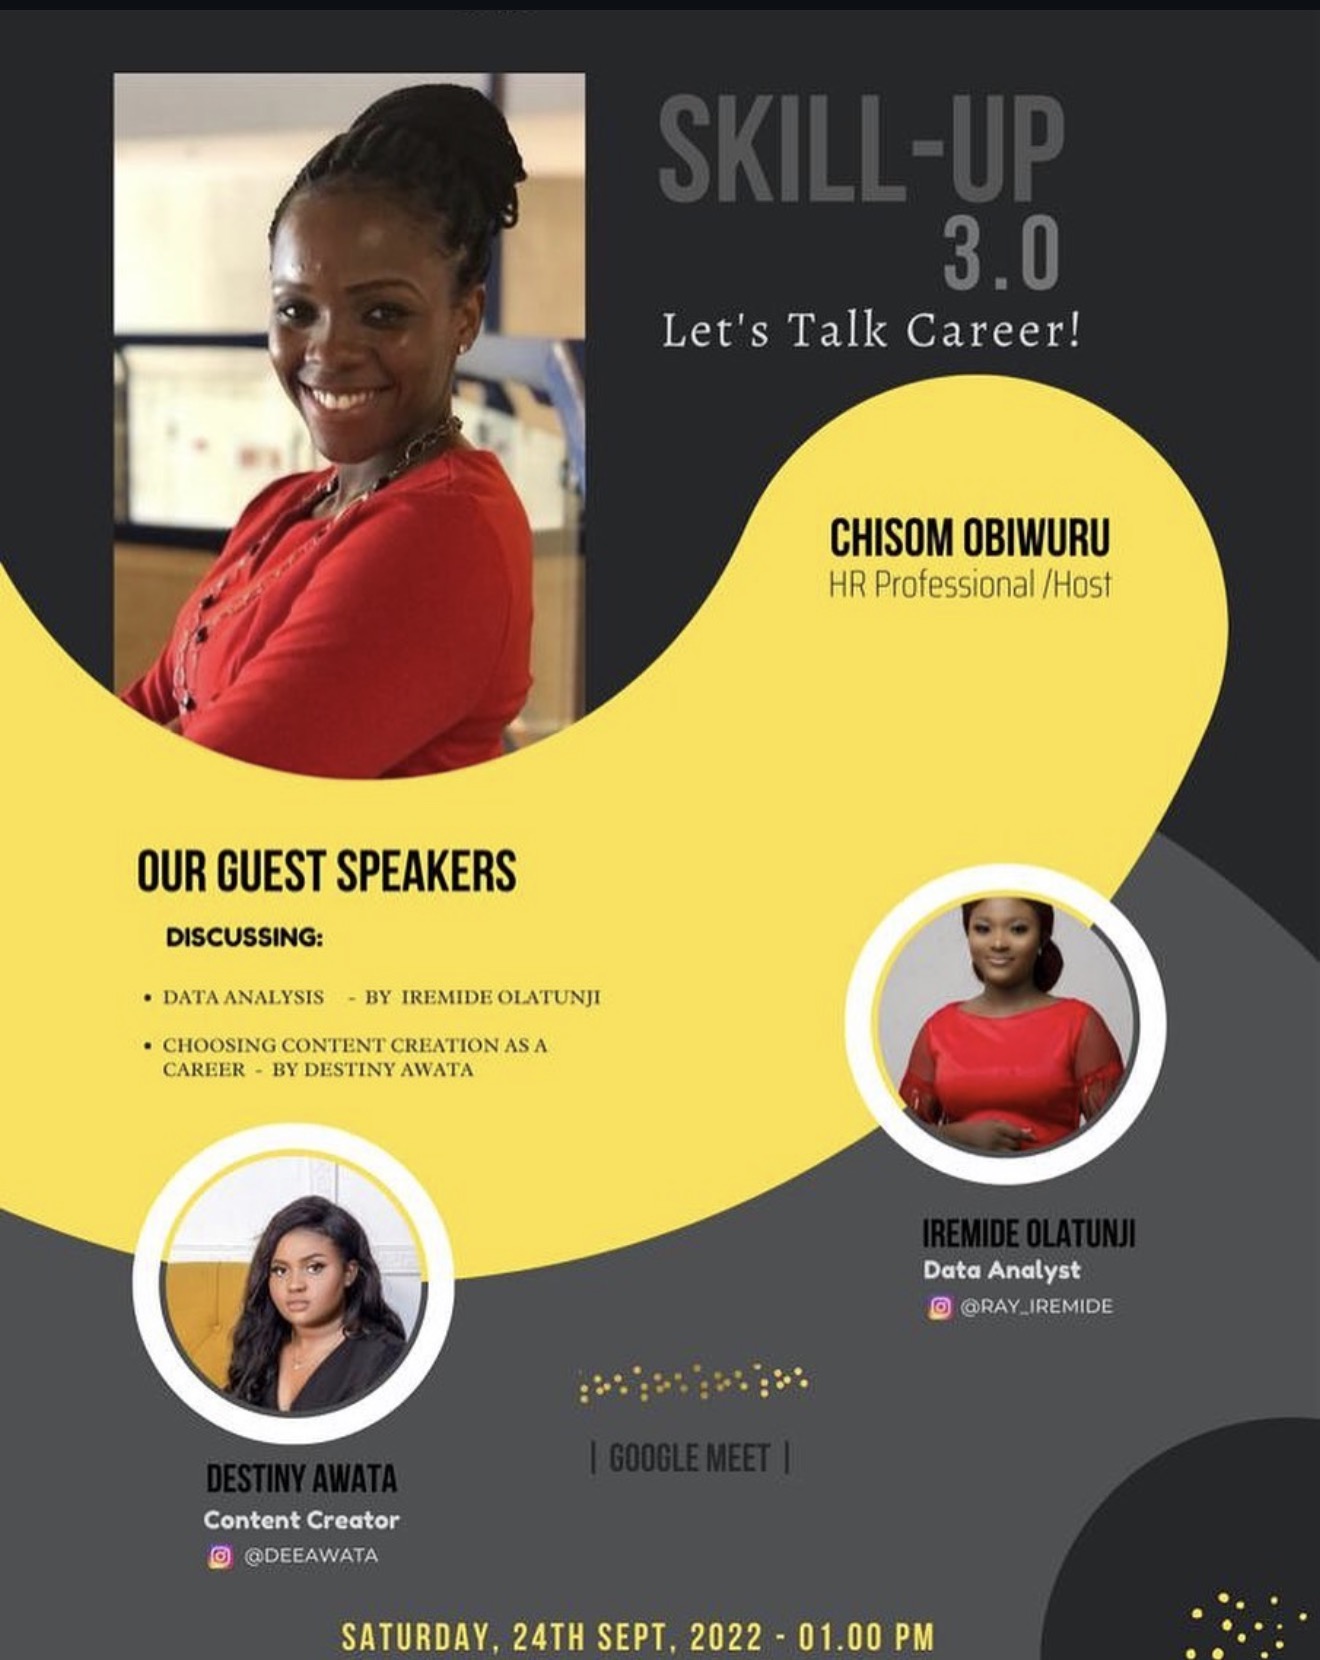 SKILL-UP
3.0
Let's Talk Career!
CHISOM OBIWURU
HR Professional /Host
OUR GUEST SPEAKERS
DISCUSSING:
• DATA ANALYSIS - BY IREMIDE OLATUNJI
• CHOOSING CONTENT CREATION AS A
CAREER - BY DESTINY AWATA
IREMIDE OLATUNJI
Data Analyst
@RAY_IREMIDE
| GOOGLE MEET |
DESTINY AWATA
Content Creator
@DEEAWATA
SATURDAY, 24TH SEPT, 2022 - 01.00 PM